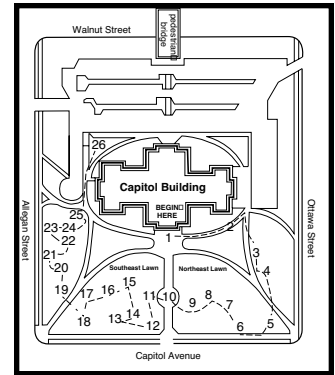 Walnut Street
pedestrian
bridge
26
Capitol Building
BEGIND
HERE
Allegan Street
Ottawa Street
25
23 24
22
21
20
19
1
2
3
4
Southeast Lawn
Northeast Lawn
18
17
16
15
14
13
12
11
10
9
8
7
6
5
Capitol Avenue